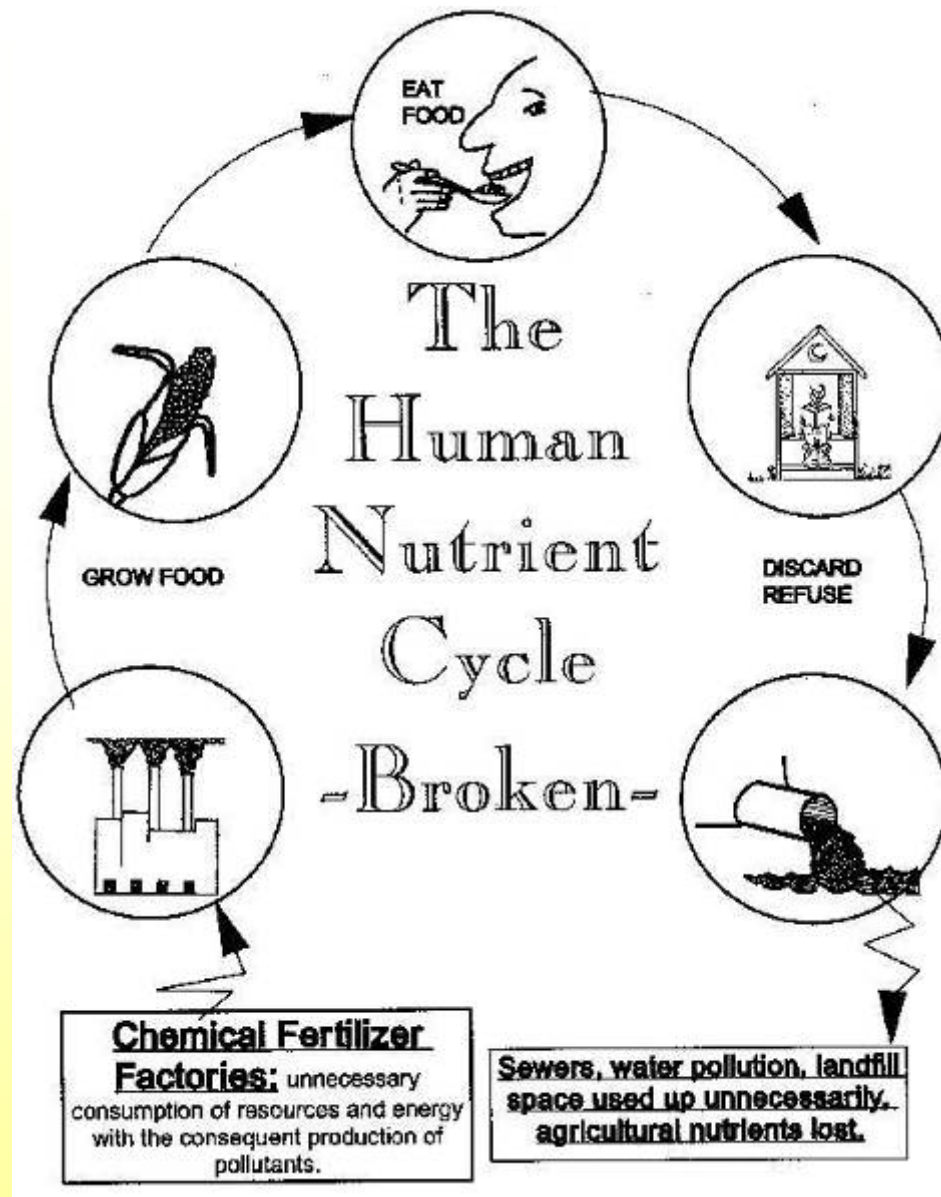 EAT
FOOD
The
Human
Nutrient
Cycle
-Broken-
GROW FOOD
DISCARD
REFUSE
Chemical Fertilizer
Factories: unnecessary
consumption of resources and energy
with the consequent production of
pollutants.
Sewers, water pollution, landfill
space used up unnecessarily,
agricultural nutrients lost.